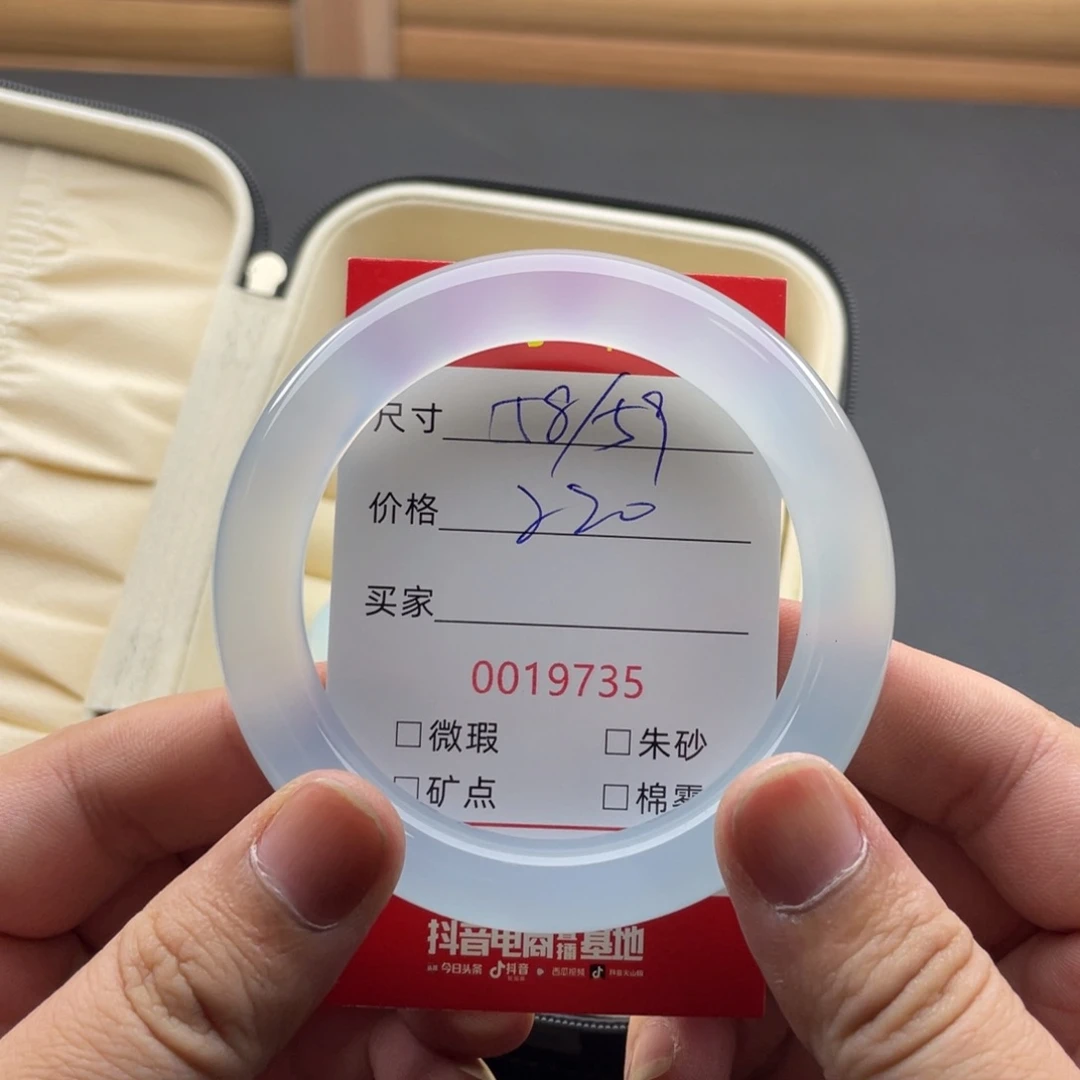 尺寸 58/59
价格 220
买家
0019735
□微瑕 □朱砂
□矿点 □棉雾
抖音电商直播基地
今日头条 抖音 西瓜视频